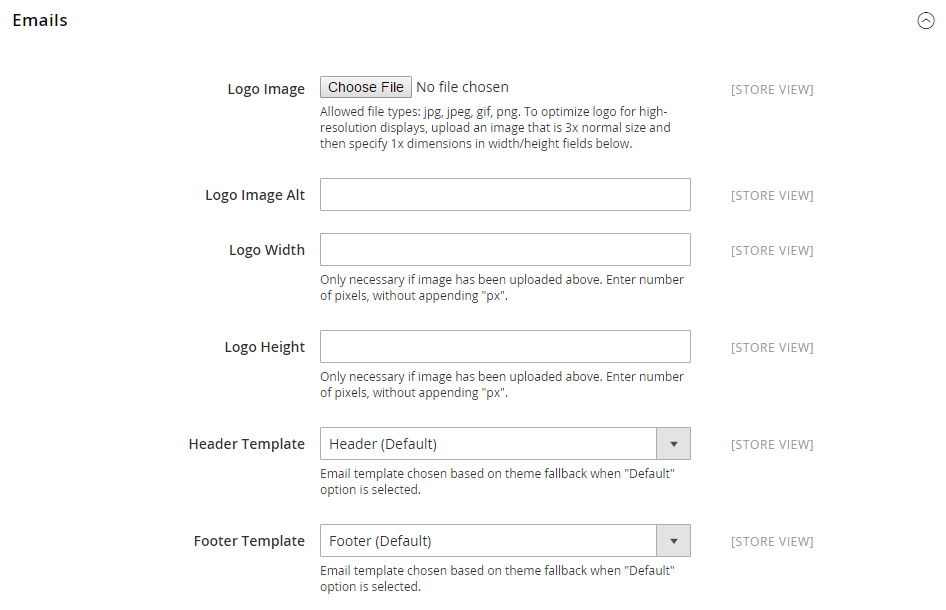 Emails
Logo Image Choose File No file chosen [STORE VIEW]
Allowed file types: jpg, jpeg, gif, png. To optimize logo for high-
resolution displays, upload an image that is 3x normal size and
then specify 1x dimensions in width/height fields below.
Logo Image Alt [STORE VIEW]
Logo Width [STORE VIEW]
Only necessary if image has been uploaded above. Enter number
of pixels, without appending "px".
Logo Height [STORE VIEW]
Only necessary if image has been uploaded above. Enter number
of pixels, without appending "px".
Header Template Header (Default) [STORE VIEW]
Email template chosen based on theme fallback when "Default"
option is selected.
Footer Template Footer (Default) [STORE VIEW]
Email template chosen based on theme fallback when "Default"
option is selected.